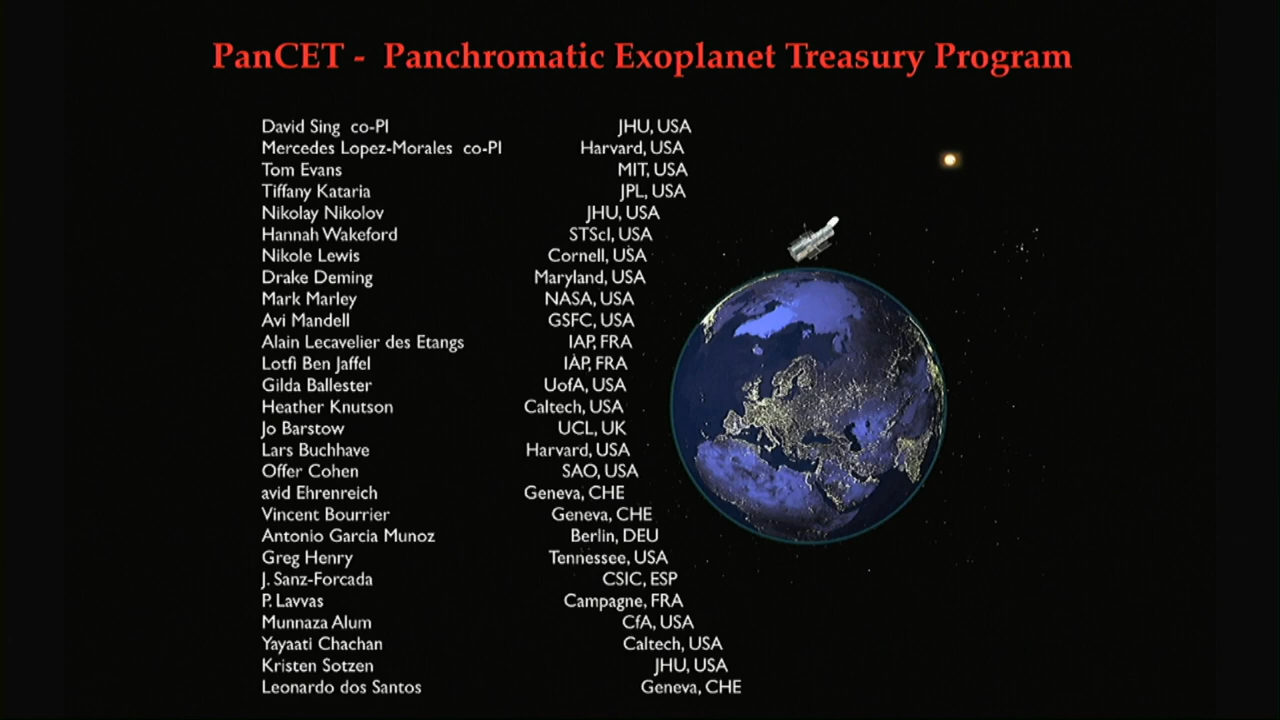 PanCET - Panchromatic Exoplanet Treasury Program
David Sing co-PI JHU, USA
Mercedes Lopez-Morales co-PI Harvard, USA
Tom Evans MIT, USA
Tiffany Kataria JPL, USA
Nikolay Nikolov JHU, USA
Hannah Wakeford STScI, USA
Nikole Lewis Cornell, USA
Drake Deming Maryland, USA
Mark Marley NASA, USA
Avi Mandell GSFC, USA
Alain Lecavelier des Etangs IAP, FRA
Lotfi Ben Jaffel IAP, FRA
Gilda Ballester UofA, USA
Heather Knutson Caltech, USA
Jo Barstow UCL, UK
Lars Buchhave Harvard, USA
Offer Cohen SAO, USA
avid Ehrenreich Geneva, CHE
Vincent Bourrier Geneva, CHE
Antonio Garcia Munoz Berlin, DEU
Greg Henry Tennessee, USA
J. Sanz-Forcada CSIC, ESP
P. Lavvas Campagne, FRA
Munnaza Alum CfA, USA
Yayaati Chachan Caltech, USA
Kristen Sotzen JHU, USA
Leonardo dos Santos Geneva, CHE